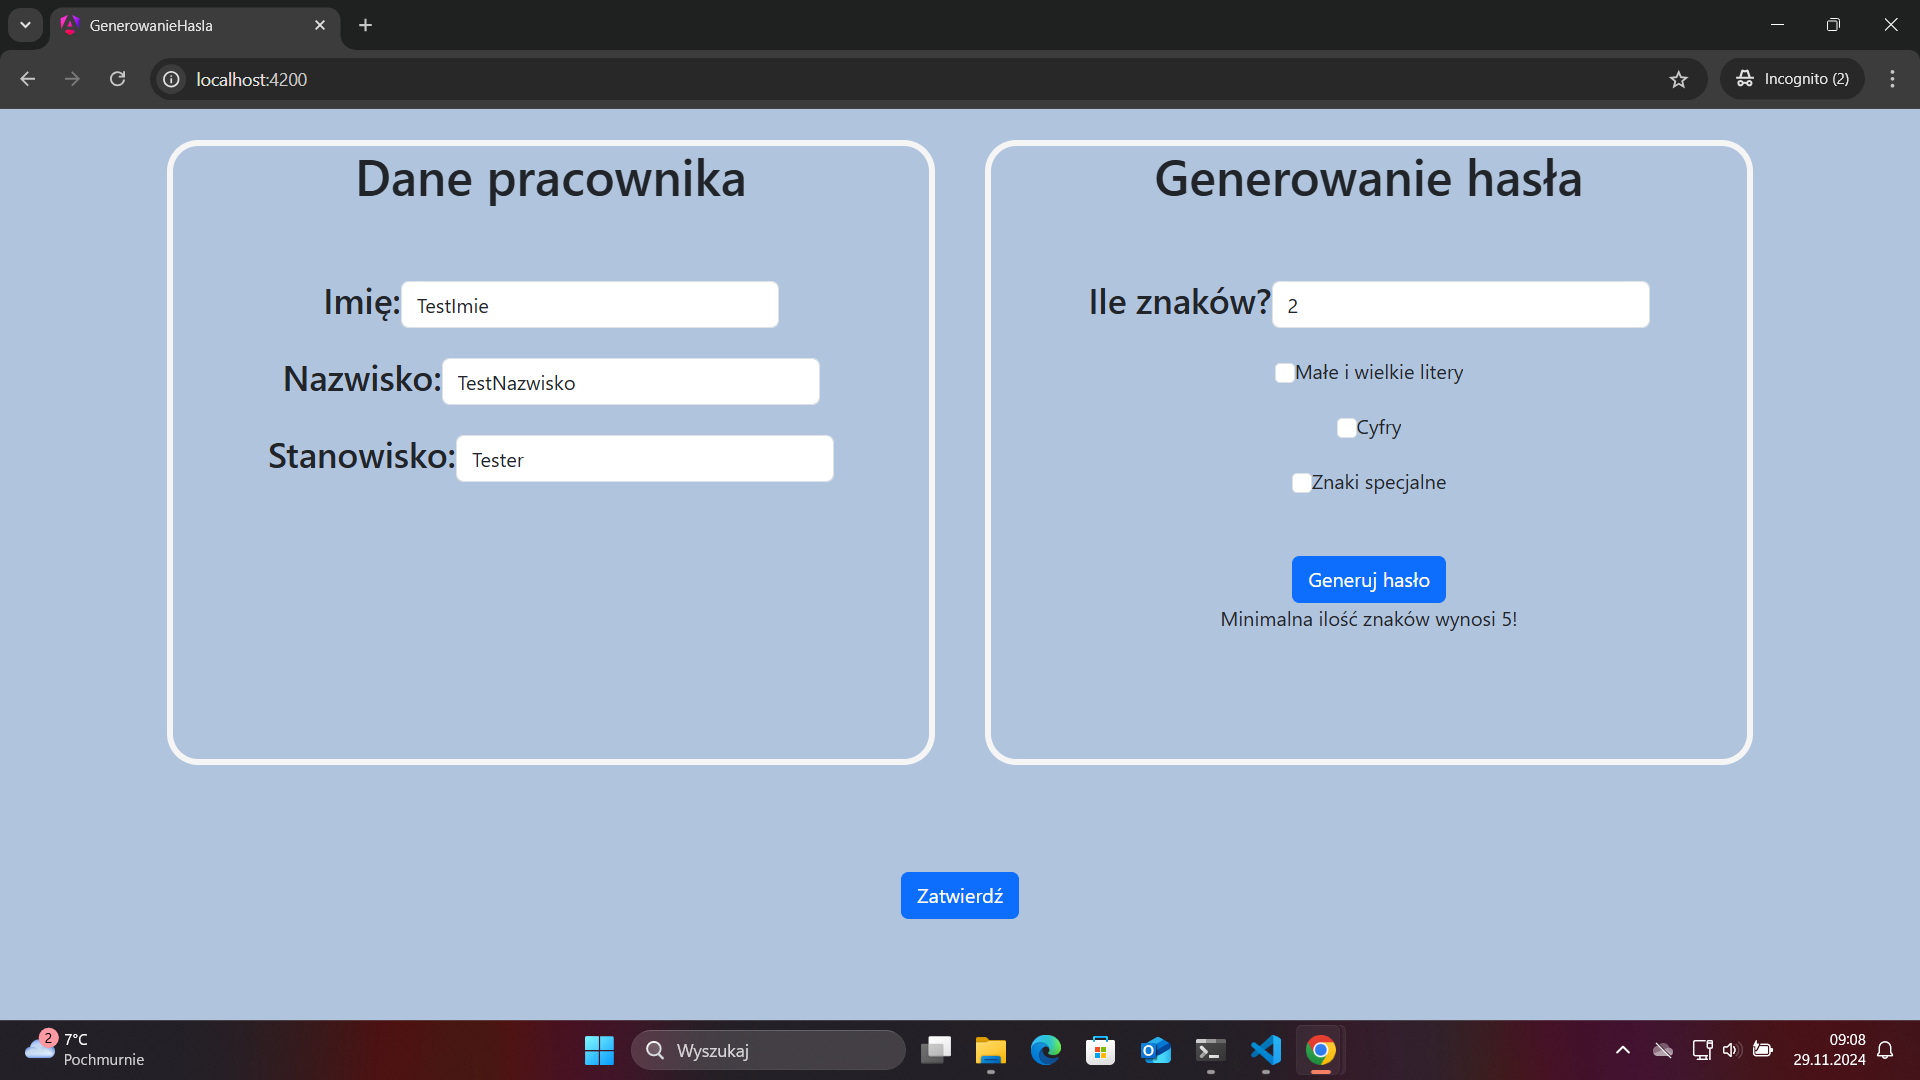 GenerowanieHasla
localhost:4200
Incognito (2)
Dane pracownika
Imię: TestImie
Nazwisko: TestNazwisko
Stanowisko: Tester
Generowanie hasła
Ile znaków? 2
Małe i wielkie litery
Cyfry
Znaki specjalne
Generuj hasło
Minimalna ilość znaków wynosi 5!
Zatwierdź
2
7°C
Pochmurnie
Wyszukaj
09:08
29.11.2024